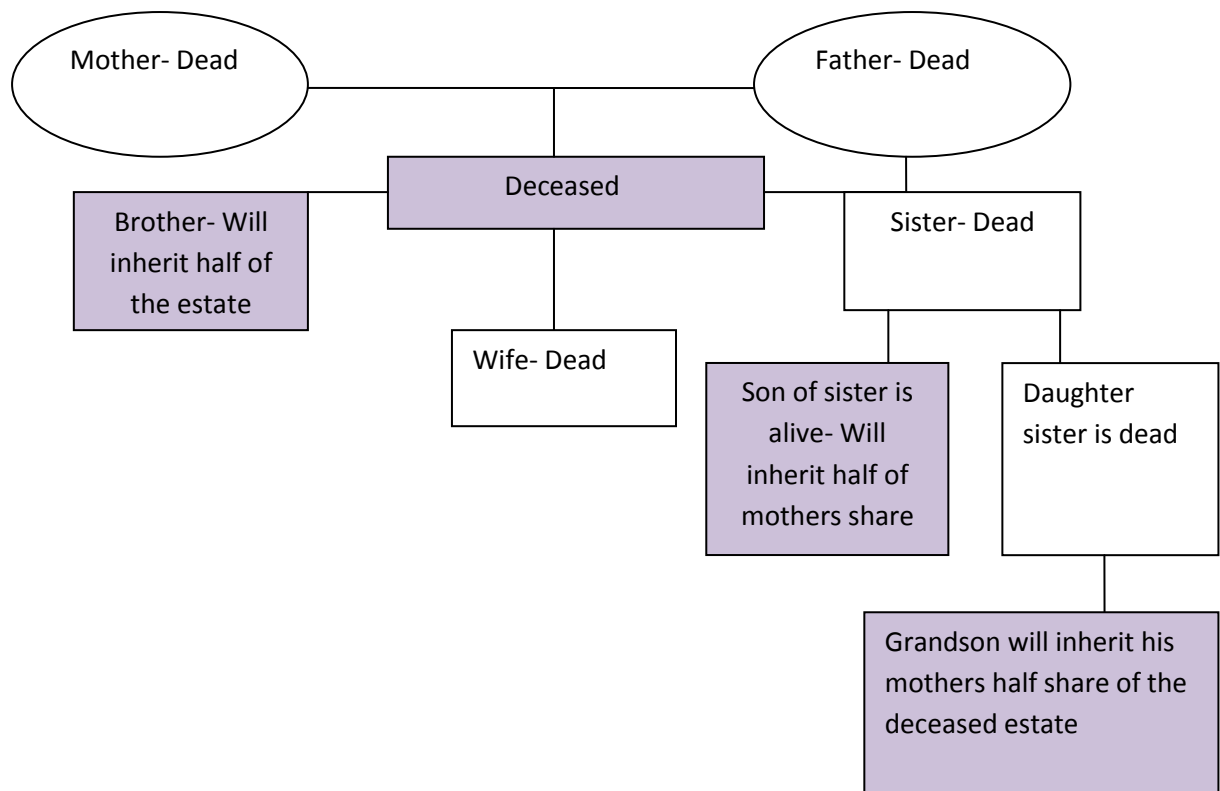 Mother- Dead
Father- Dead
Deceased
Brother- Will
inherit half of
the estate
Sister- Dead
Wife- Dead
Son of sister is
alive- Will
inherit half of
mothers share
Daughter
sister is dead
Grandson will inherit his
mothers half share of the
deceased estate